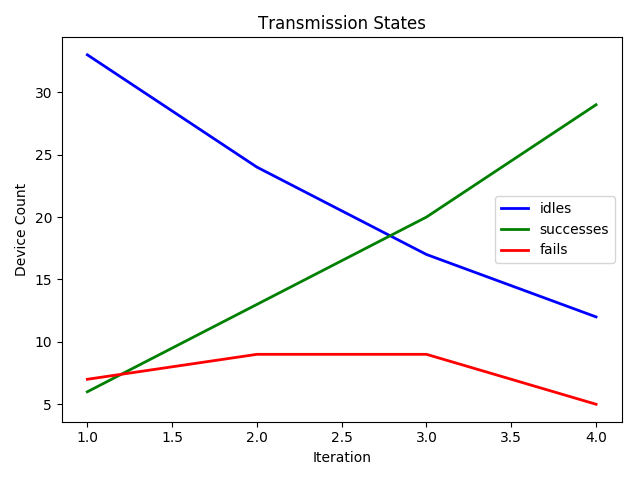 Transmission States
Device Count
30
25
20
15
10
5
idles
successes
fails
1.0 1.5 2.0 2.5 3.0 3.5 4.0
Iteration